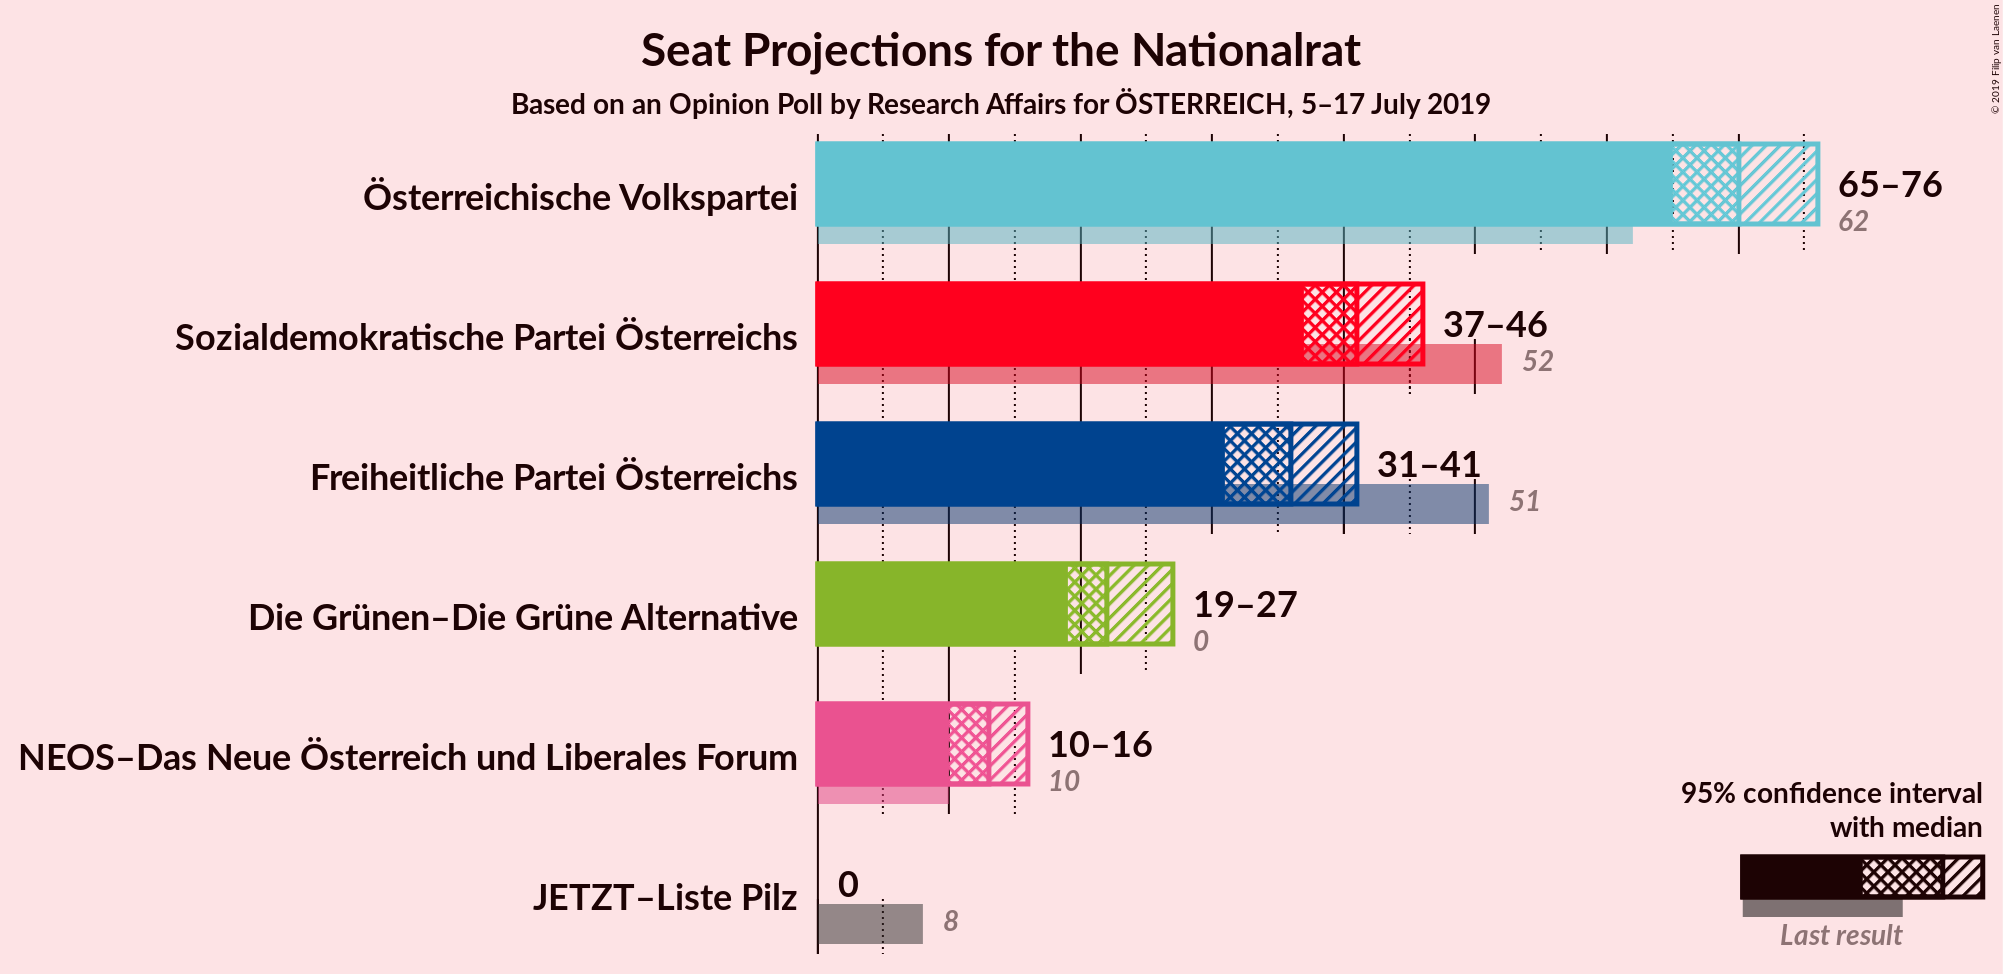 Seat Projections for the Nationalrat
Based on an Opinion Poll by Research Affairs for ÖSTERREICH, 5–17 July 2019
© 2019 Filip van Laenen
Österreichische Volkspartei
65–76
62
Sozialdemokratische Partei Österreichs
37–46
52
Freiheitliche Partei Österreichs
31–41
51
Die Grünen–Die Grüne Alternative
19–27
0
NEOS–Das Neue Österreich und Liberales Forum
10–16
10
JETZT–Liste Pilz
0
8
95% confidence interval
with median
Last result